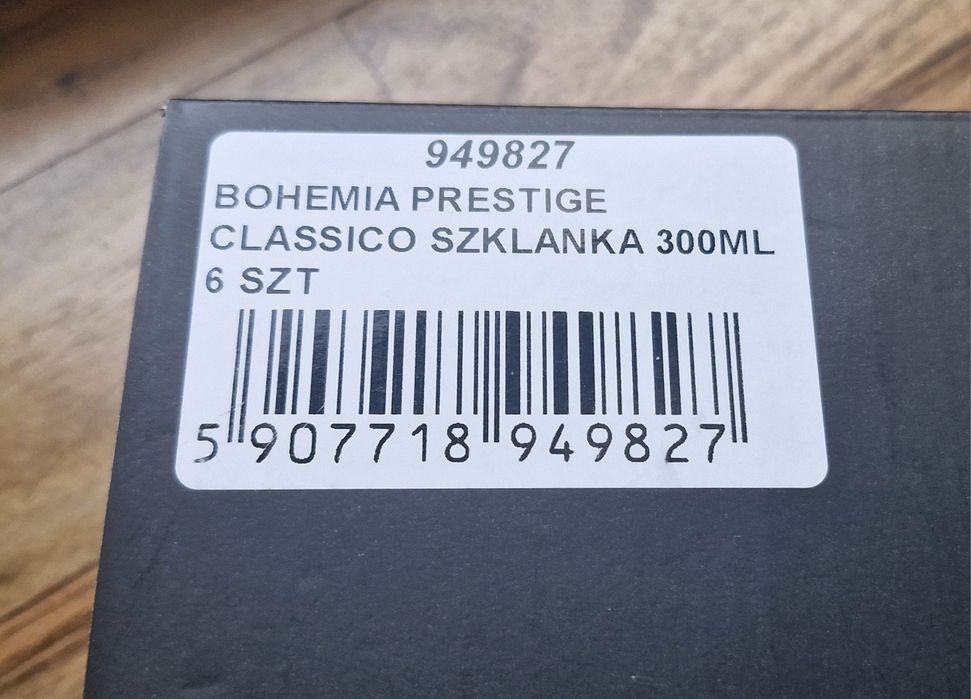 949827
BOHEMIA PRESTIGE
CLASSICO SZKLANKA 300ML
6 SZT
5 907718 949827